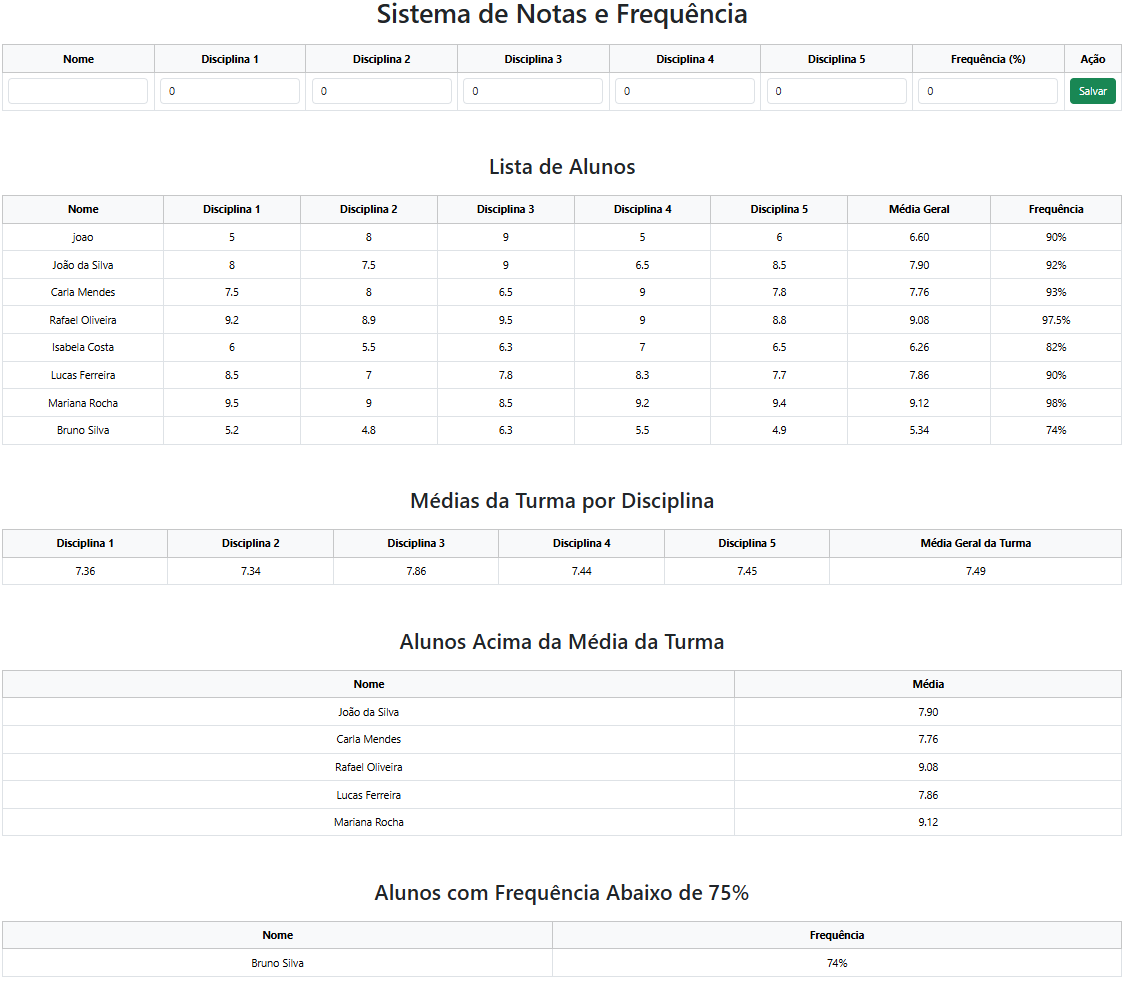 Sistema de Notas e Frequência
Nome Disciplina 1 Disciplina 2 Disciplina 3 Disciplina 4 Disciplina 5 Frequência (%) Ação
0 0 0 0 0 0 Salvar
Lista de Alunos
Nome Disciplina 1 Disciplina 2 Disciplina 3 Disciplina 4 Disciplina 5 Média Geral Frequência
joao 5 8 9 5 6 6.60 90%
João da Silva 8 7.5 9 6.5 8.5 7.90 92%
Carla Mendes 7.5 8 6.5 9 7.8 7.76 93%
Rafael Oliveira 9.2 8.9 9.5 9 8.8 9.08 97.5%
Isabela Costa 6 5.5 6.3 7 6.5 6.26 82%
Lucas Ferreira 8.5 7 7.8 8.3 7.7 7.86 90%
Mariana Rocha 9.5 9 8.5 9.2 9.4 9.12 98%
Bruno Silva 5.2 4.8 6.3 5.5 4.9 5.34 74%
Médias da Turma por Disciplina
Disciplina 1 Disciplina 2 Disciplina 3 Disciplina 4 Disciplina 5 Média Geral da Turma
7.36 7.34 7.86 7.44 7.45 7.49
Alunos Acima da Média da Turma
Nome Média
João da Silva 7.90
Carla Mendes 7.76
Rafael Oliveira 9.08
Lucas Ferreira 7.86
Mariana Rocha 9.12
Alunos com Frequência Abaixo de 75%
Nome Frequência
Bruno Silva 74%